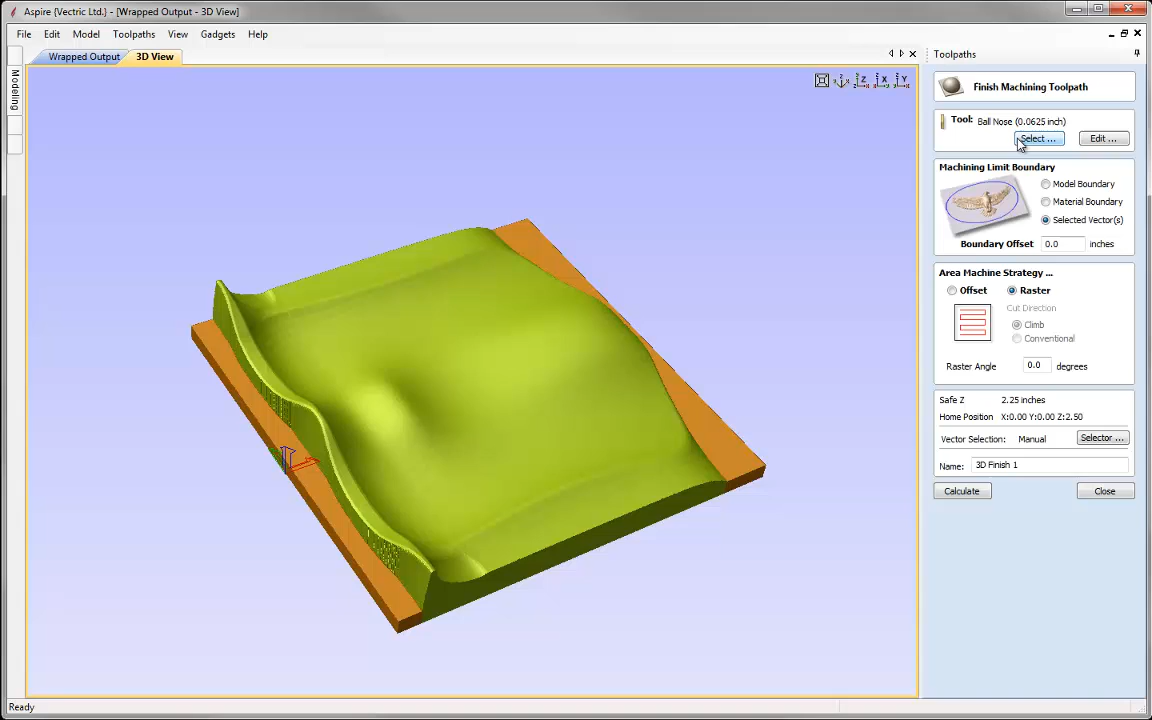 Aspire {Vectric Ltd.} - [Wrapped Output - 3D View]
File Edit Model Toolpaths View Gadgets Help
Wrapped Output 3D View
Modeling
Z X Y
Toolpaths
Finish Machining Toolpath
Tool: Ball Nose (0.0625 inch)
Select ... Edit ...
Machining Limit Boundary
Model Boundary
Material Boundary
Selected Vector(s)
Boundary Offset 0.0 inches
Area Machine Strategy ...
Offset Raster
Cut Direction
Climb
Conventional
Raster Angle 0.0 degrees
Safe Z 2.25 inches
Home Position X:0.00 Y:0.00 Z:2.50
Vector Selection: Manual Selector ...
Name: 3D Finish 1
Calculate Close
Ready